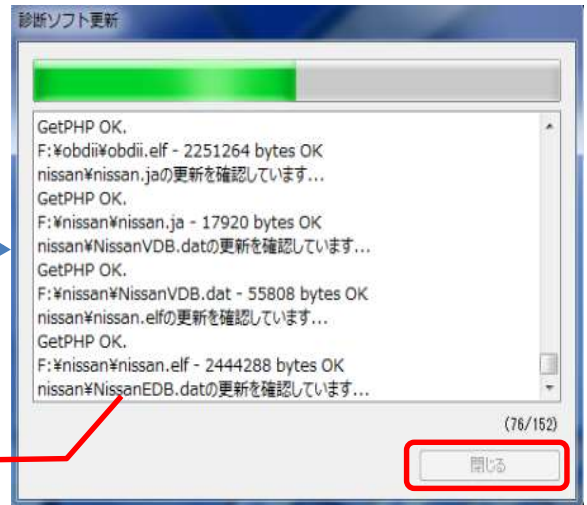 診断ソフト更新
GetPHP OK.
F:¥obdii¥obdii.elf - 2251264 bytes OK
nissan¥nissan.jaの更新を確認しています...
GetPHP OK.
F:¥nissan¥nissan.ja - 17920 bytes OK
nissan¥NissanVDB.datの更新を確認しています...
GetPHP OK.
F:¥nissan¥NissanVDB.dat - 55808 bytes OK
nissan¥nissan.elfの更新を確認しています...
GetPHP OK.
F:¥nissan¥nissan.elf - 2444288 bytes OK
nissan¥NissanEDB.datの更新を確認しています...
(76/152)
閉じる